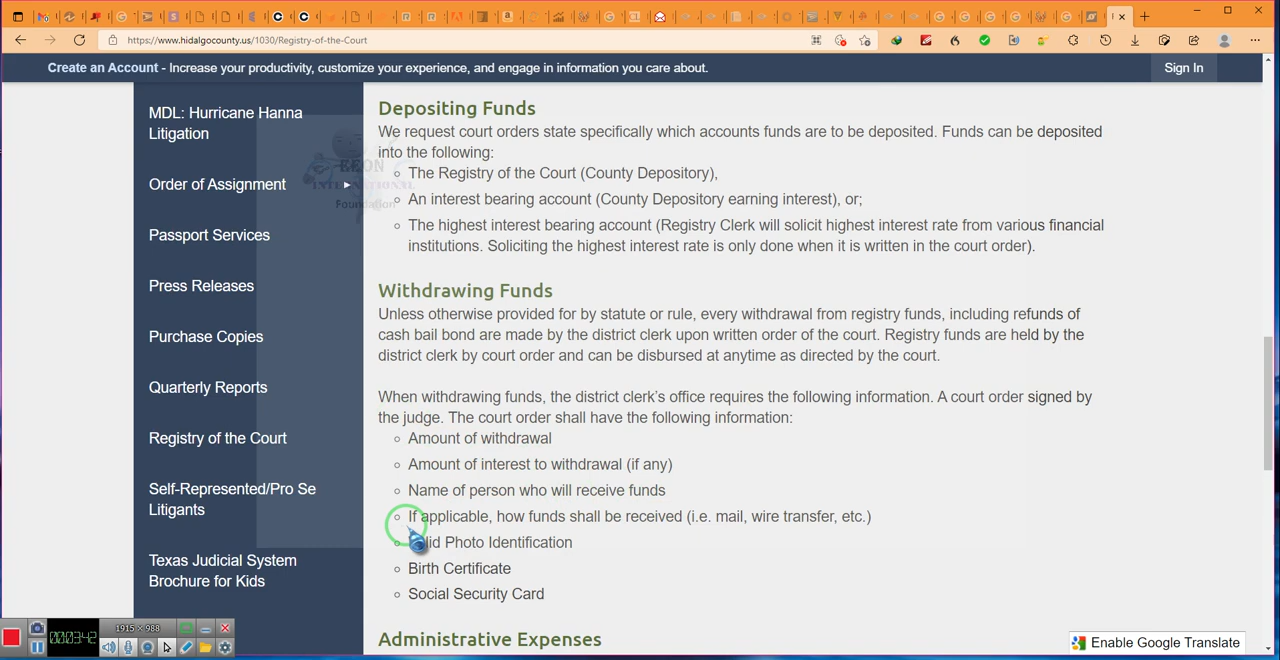 https://www.hidalgocounty.us/1030/Registry-of-the-Court
Create an Account - Increase your productivity, customize your experience, and engage in information you care about.
Sign In
MDL: Hurricane Hanna
Litigation
Order of Assignment
Passport Services
Press Releases
Purchase Copies
Quarterly Reports
Registry of the Court
Self-Represented/Pro Se
Litigants
Texas Judicial System
Brochure for Kids
Depositing Funds
We request court orders state specifically which accounts funds are to be deposited. Funds can be deposited
into the following:
The Registry of the Court (County Depository),
An interest bearing account (County Depository earning interest), or;
The highest interest bearing account (Registry Clerk will solicit highest interest rate from various financial
institutions. Soliciting the highest interest rate is only done when it is written in the court order).
Withdrawing Funds
Unless otherwise provided for by statute or rule, every withdrawal from registry funds, including refunds of
cash bail bond are made by the district clerk upon written order of the court. Registry funds are held by the
district clerk by court order and can be disbursed at anytime as directed by the court.
When withdrawing funds, the district clerk's office requires the following information. A court order signed by
the judge. The court order shall have the following information:
Amount of withdrawal
Amount of interest to withdrawal (if any)
Name of person who will receive funds
If applicable, how funds shall be received (i.e. mail, wire transfer, etc.)
Photo Identification
Birth Certificate
Social Security Card
Administrative Expenses
Enable Google Translate
LEON
INTERNATIONAL
Foundation
1915 × 988
000:3:42